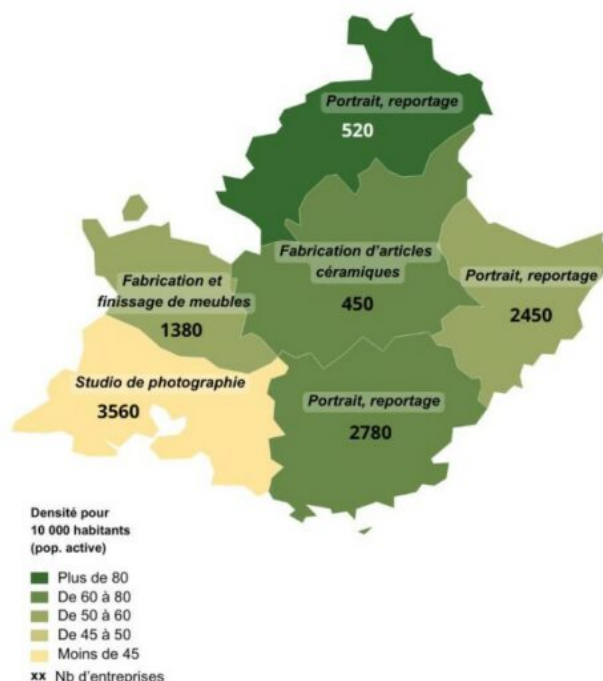 Portrait, reportage
520
Fabrication d'articles
céramiques
450
Portrait, reportage
2450
Fabrication et
finissage de meubles
1380
Studio de photographie
3560
Portrait, reportage
2780
Densité pour
10 000 habitants
(pop. active)
Plus de 80
De 60 à 80
De 50 à 60
De 45 à 50
Moins de 45
xx Nb d'entreprises